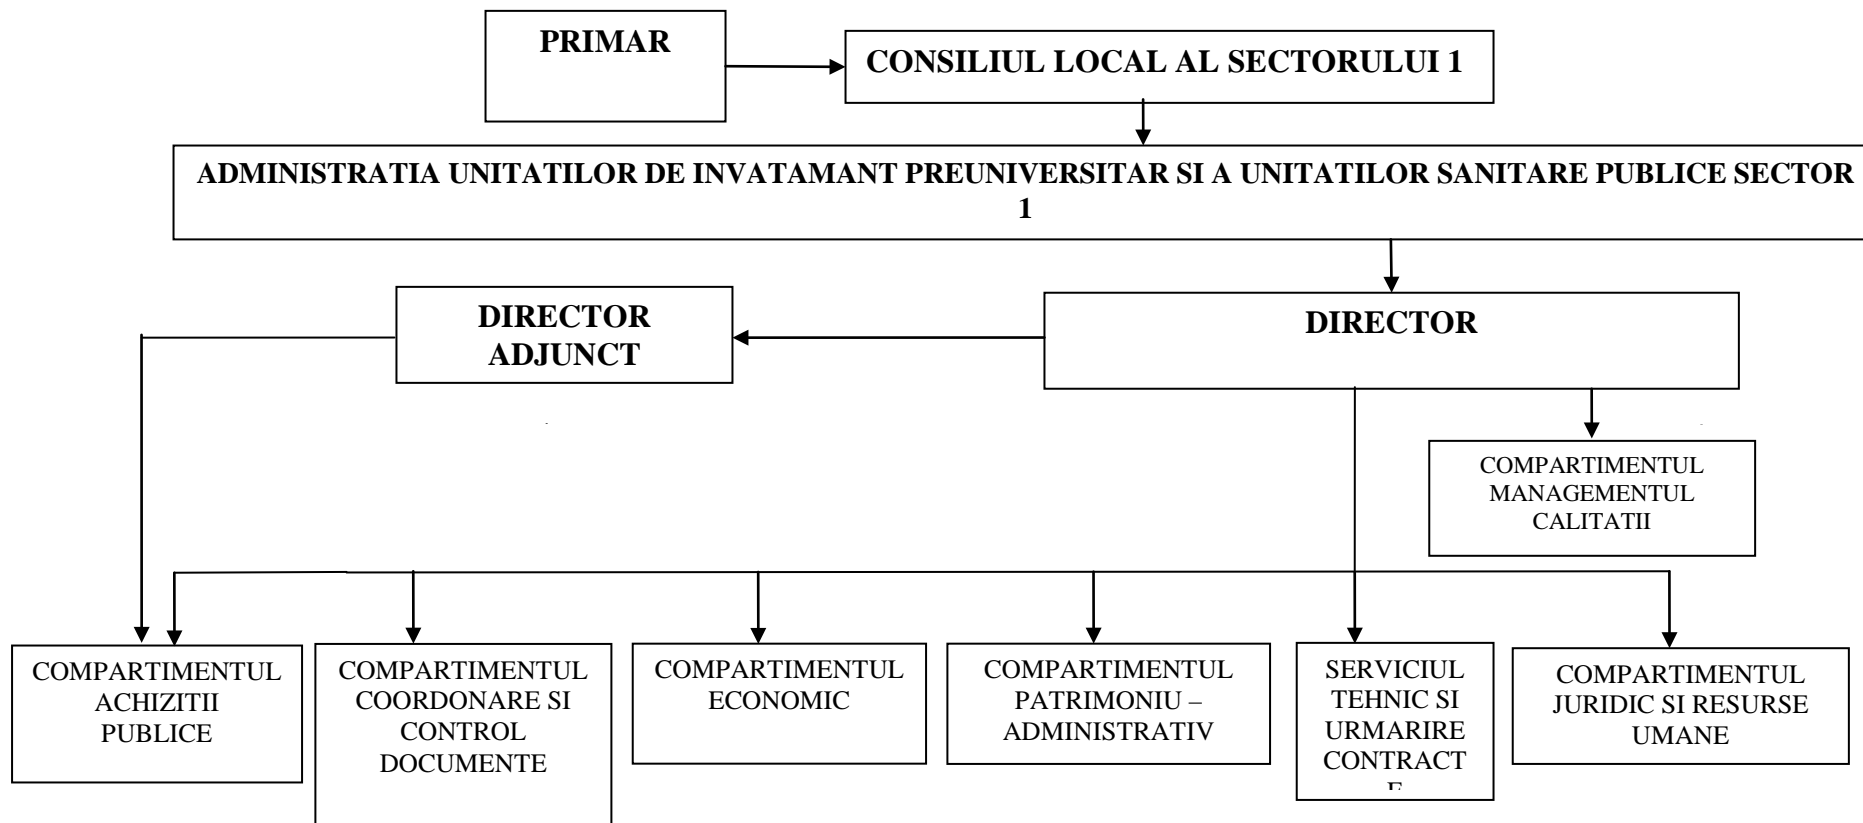 PRIMAR
CONSILIUL LOCAL AL SECTORULUI 1
ADMINISTRATIA UNITATILOR DE INVATAMANT PREUNIVERSITAR SI A UNITATILOR SANITARE PUBLICE SECTOR
1
DIRECTOR
ADJUNCT
DIRECTOR
COMPARTIMENTUL
MANAGEMENTUL
CALITATII
COMPARTIMENTUL
ACHIZITII
PUBLICE
COMPARTIMENTUL
COORDONARE SI
CONTROL
DOCUMENTE
COMPARTIMENTUL
ECONOMIC
COMPARTIMENTUL
PATRIMONIU –
ADMINISTRATIV
SERVICIUL
TEHNIC SI
URMARIRE
CONTRACT
E
COMPARTIMENTUL
JURIDIC SI RESURSE
UMANE